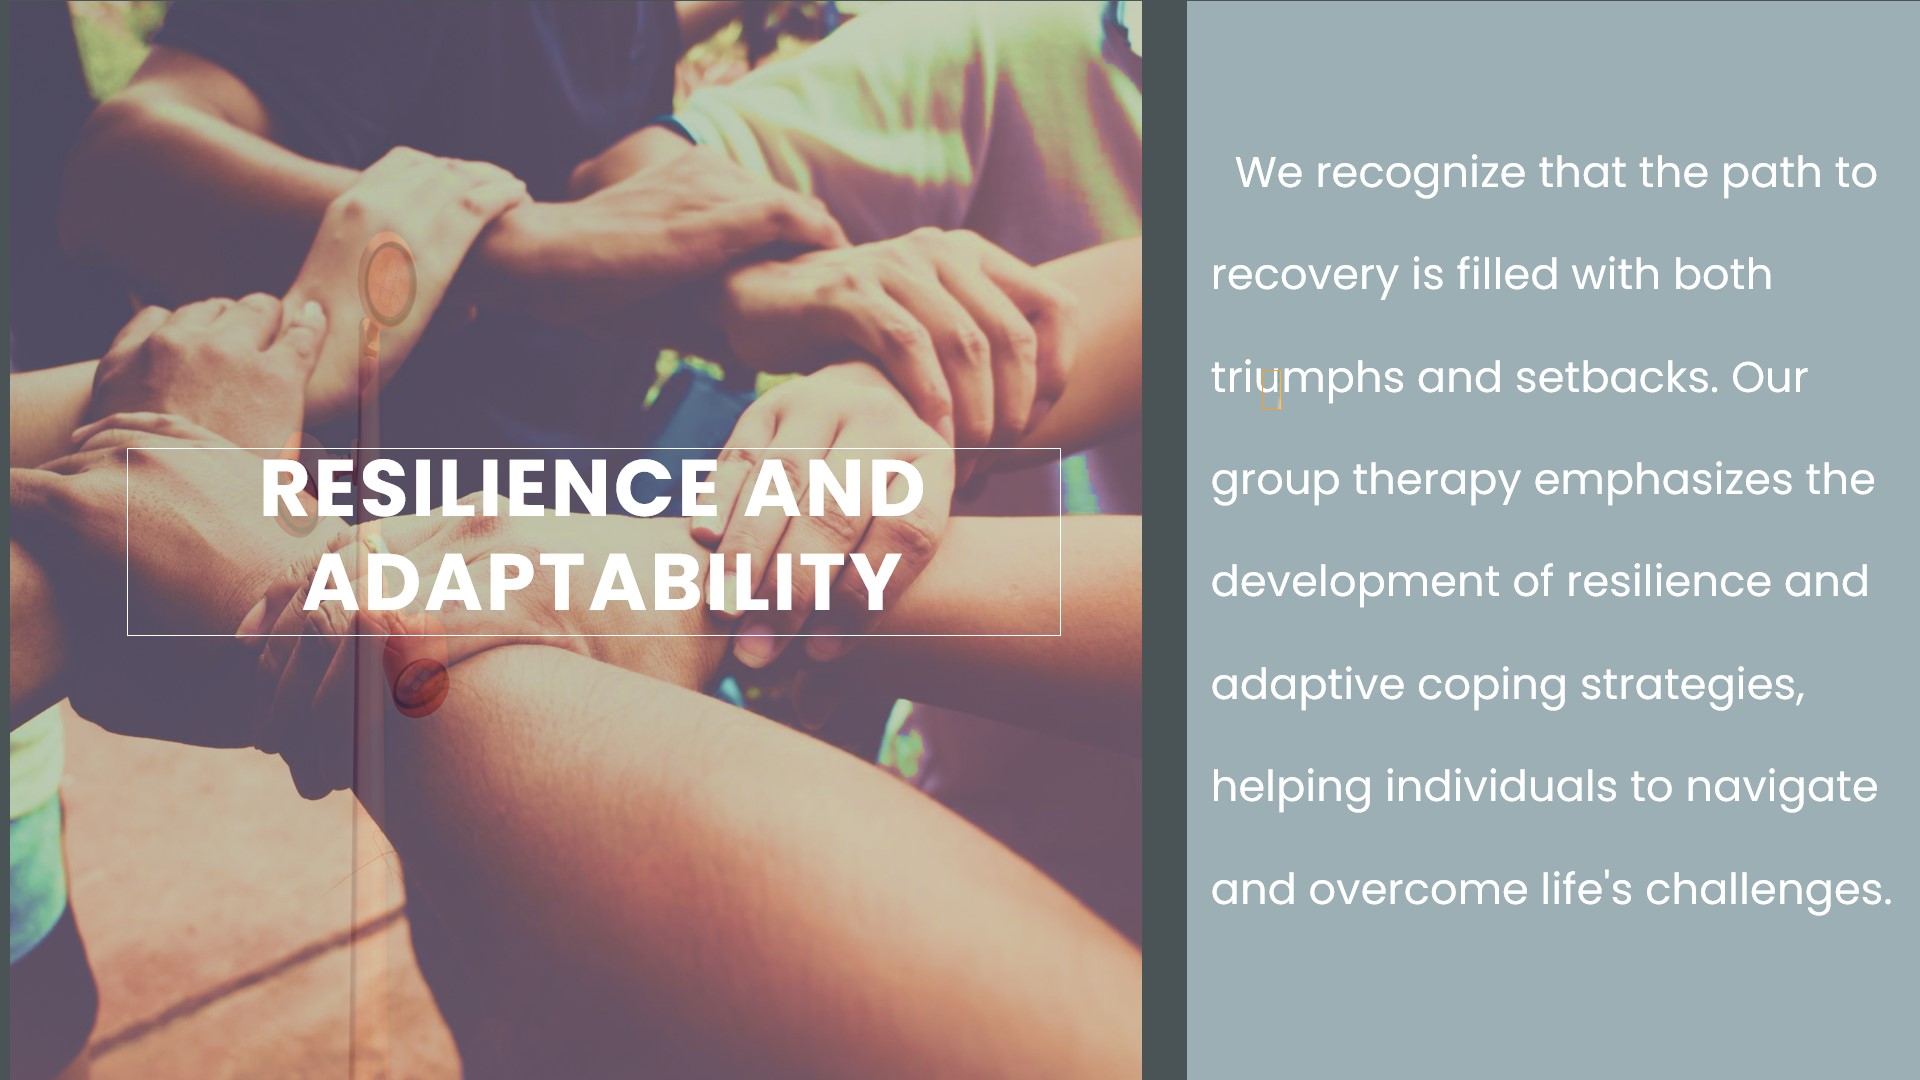 RESILIENCE AND
ADAPTABILITY
We recognize that the path to
recovery is filled with both
triumphs and setbacks. Our
group therapy emphasizes the
development of resilience and
adaptive coping strategies,
helping individuals to navigate
and overcome life's challenges.